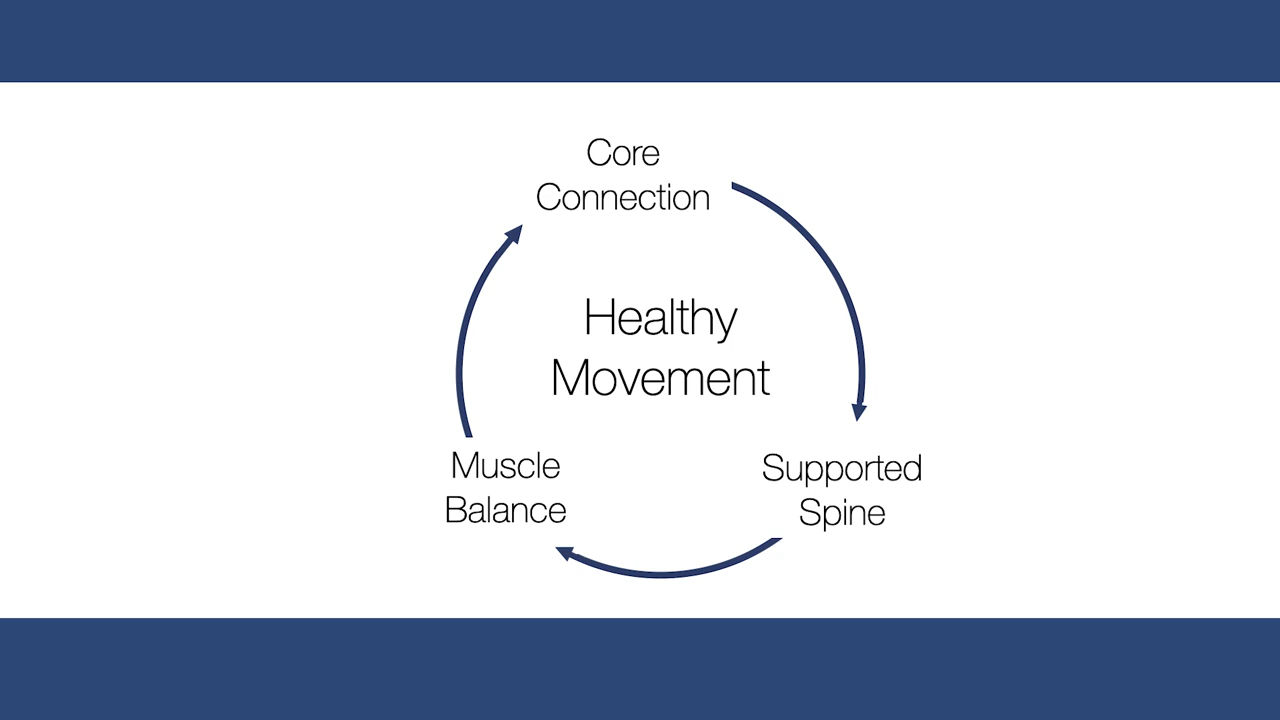 Core
Connection
Healthy
Movement
Muscle
Balance
Supported
Spine